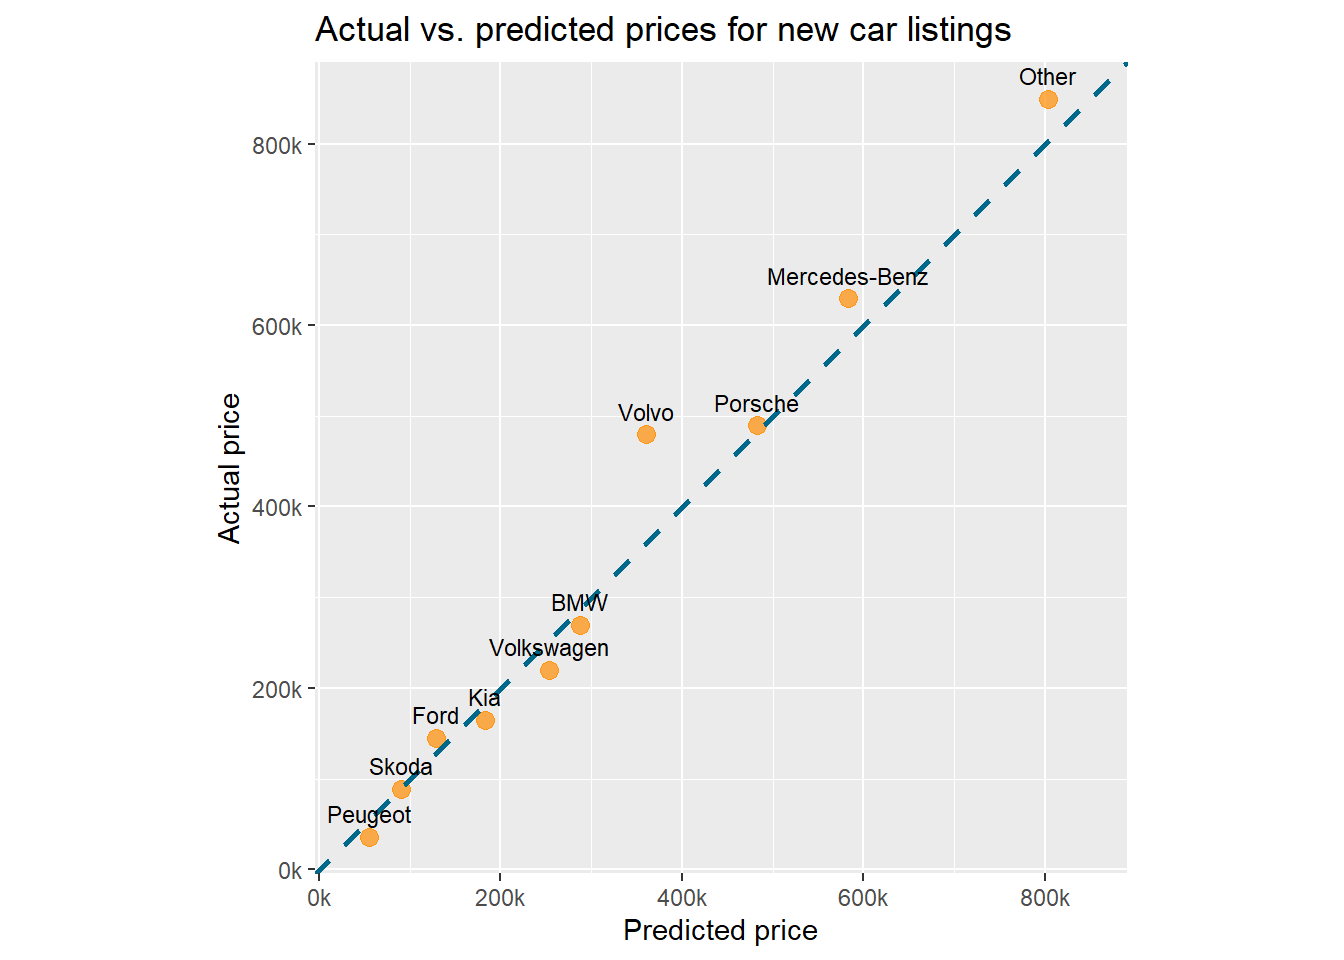 Actual vs. predicted prices for new car listings
Other
800k
Mercedes-Benz
600k
Volvo
Porsche
Actual price
400k
BMW
Volkswagen
200k
Kia
Ford
Skoda
Peugeot
0k
0k 200k 400k 600k 800k
Predicted price